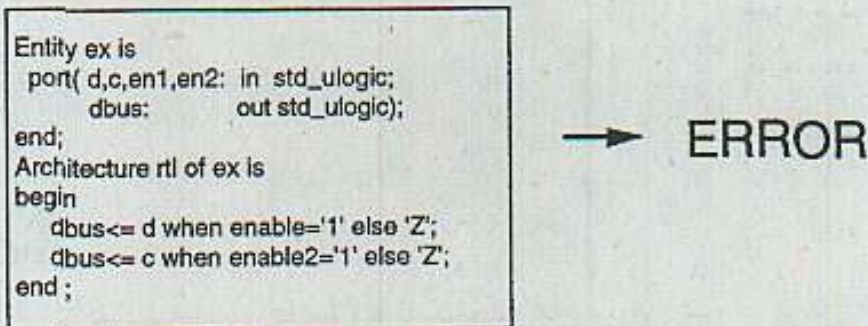 Entity ex is
port( d,c,en1,en2: in std_ulogic;
dbus: out std_ulogic);
end;
Architecture rtl of ex is
begin
dbus<= d when enable='1' else 'Z';
dbus<= c when enable2='1' else 'Z';
end ;
ERROR